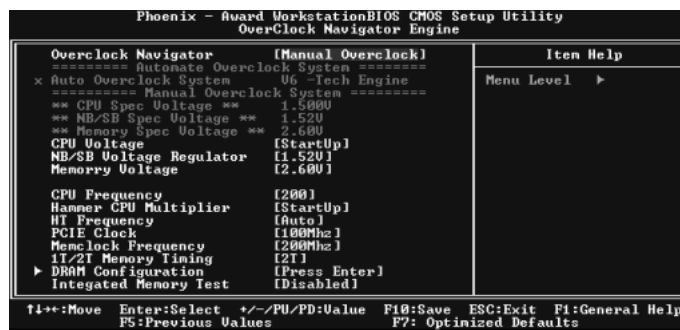 Phoenix - Award WorkstationBIOS CMOS Setup Utility
OverClock Navigator Engine
Overclock Navigator [Manual Overclock]
========= Automate Overclock System =========
x Auto Overclock System V6 -Tech Engine
========== Manual Overclock System =========
** CPU Spec Voltage ** 1.500V
** NB/SB Spec Voltage ** 1.52V
** Memory Spec Voltage ** 2.60V
CPU Voltage [StartUp]
NB/SB Voltage Regulator [1.52V]
Memorry Voltage [2.60V]
CPU Frequency [200]
Hammer CPU Multiplier [StartUp]
HT Frequency [Auto]
PCIE Clock [100Mhz]
Memclock Frequency [200Mhz]
1T/2T Memory Timing [2T]
▶ DRAM Configuration [Press Enter]
Integated Memory Test [Disabled]
Item Help
Menu Level ▶
↑↓→←:Move Enter:Select +/-/PU/PD:Value F10:Save ESC:Exit F1:General Help
F5:Previous Values F7: Optimized Defaults